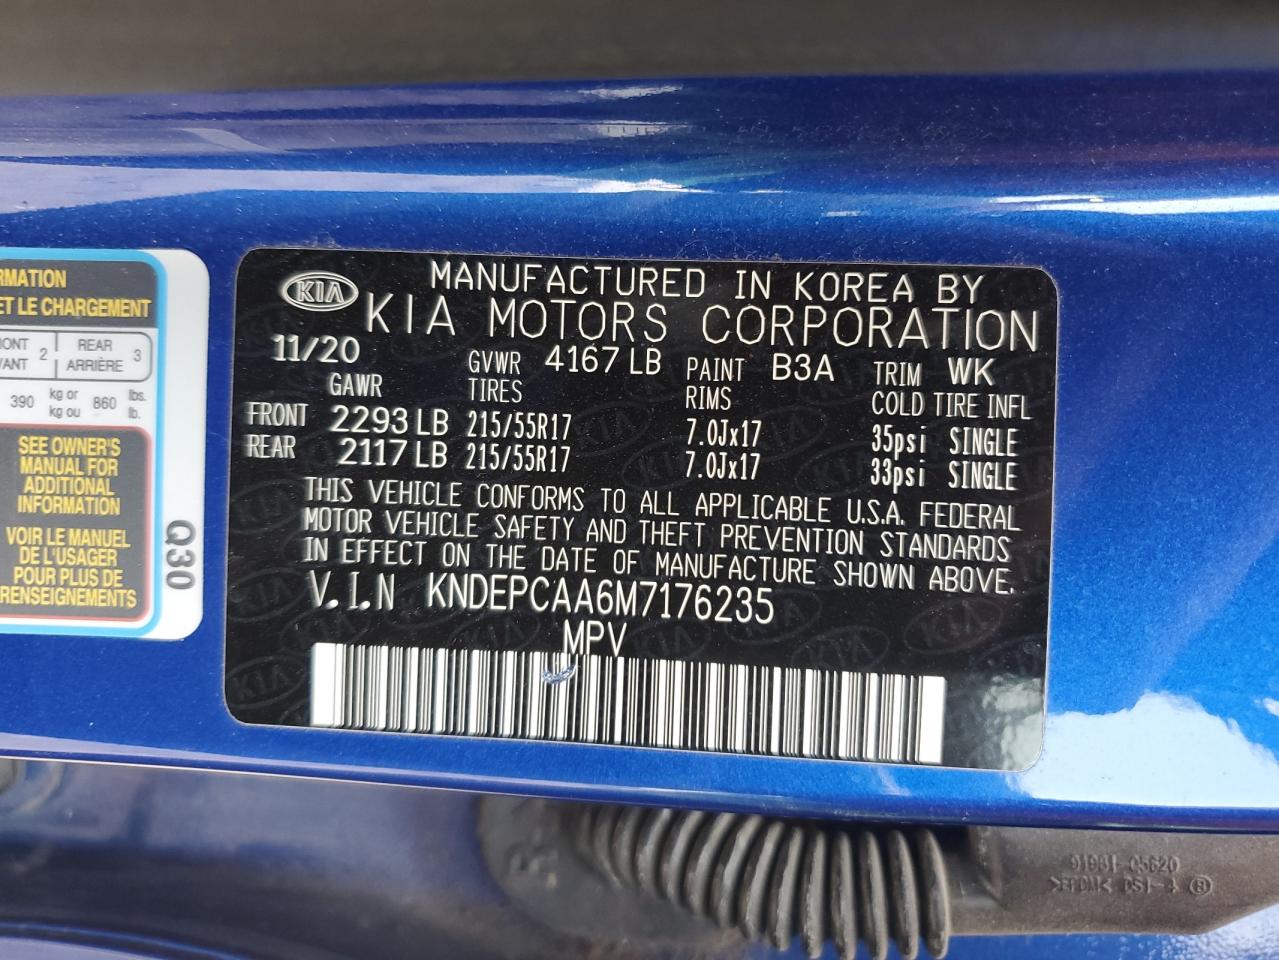 RMATION
ET LE CHARGEMENT
ONT 2 REAR 3
VANT ARRIÈRE
390 kg or 860 lbs.
kg ou lb.
SEE OWNER'S
MANUAL FOR
ADDITIONAL
INFORMATION
VOIR LE MANUEL
DE L'USAGER
POUR PLUS DE
RENSEIGNEMENTS
Q30
KIA
MANUFACTURED IN KOREA BY
KIA MOTORS CORPORATION
11/20 GVWR 4167 LB PAINT B3A TRIM WK
GAWR TIRES RIMS COLD TIRE INFL
FRONT 2293 LB 215/55R17 7.0Jx17 35psi SINGLE
REAR 2117 LB 215/55R17 7.0Jx17 33psi SINGLE
THIS VEHICLE CONFORMS TO ALL APPLICABLE U.S.A. FEDERAL
MOTOR VEHICLE SAFETY AND THEFT PREVENTION STANDARDS
IN EFFECT ON THE DATE OF MANUFACTURE SHOWN ABOVE.
V.I.N KNDEPCAA6M7176235
MPV
91981-Q5620
>EPDM< DSI-4 ®